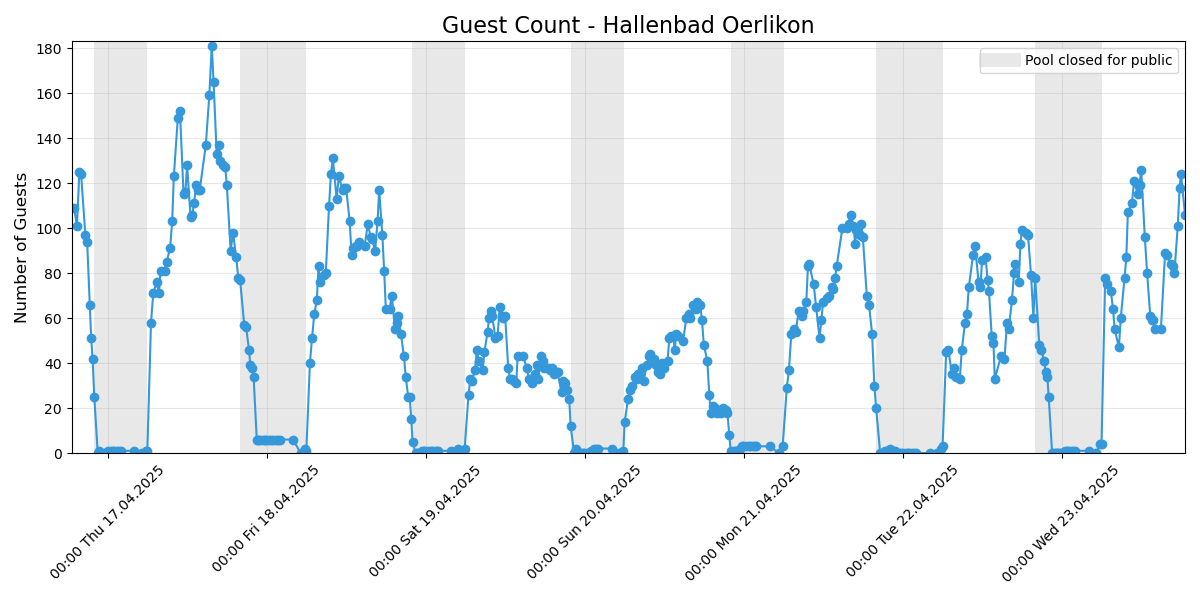 Guest Count - Hallenbad Oerlikon
Pool closed for public
Number of Guests
180
160
140
120
100
80
60
40
20
0
00:00 Thu 17.04.2025
00:00 Fri 18.04.2025
00:00 Sat 19.04.2025
00:00 Sun 20.04.2025
00:00 Mon 21.04.2025
00:00 Tue 22.04.2025
00:00 Wed 23.04.2025